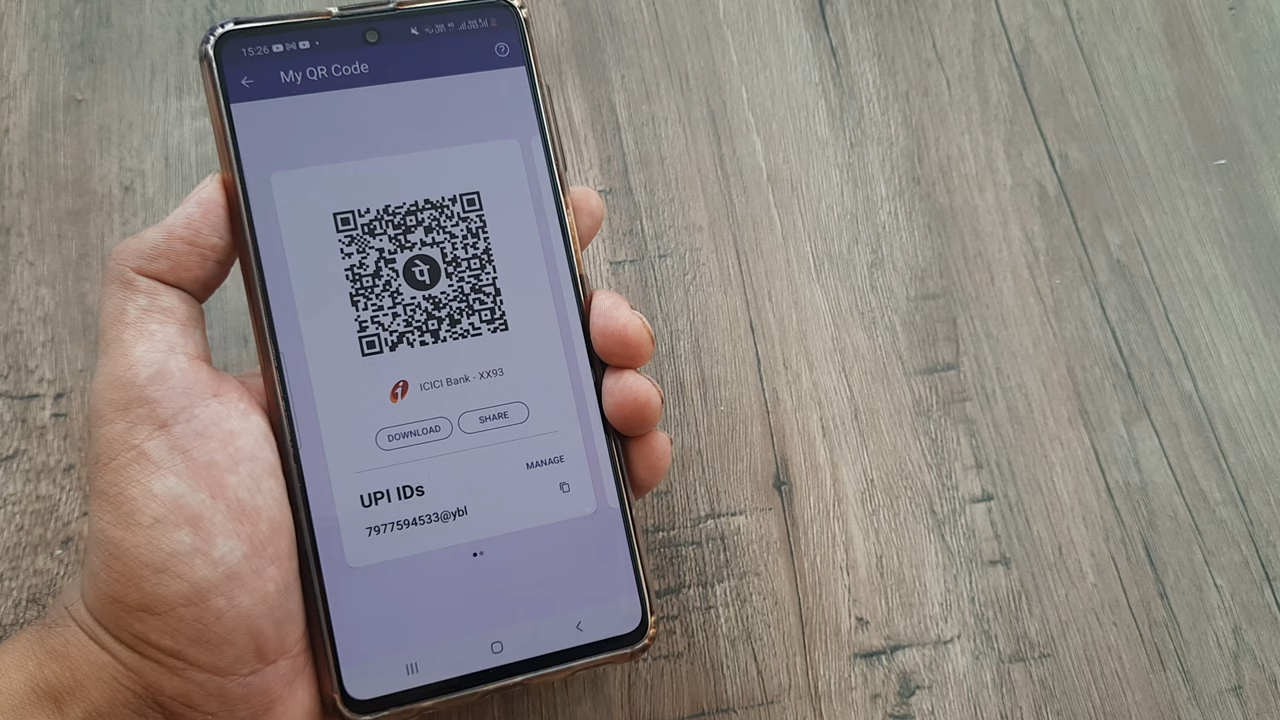 15:26
My QR Code
पे
ICICI Bank - XX93
DOWNLOAD
SHARE
MANAGE
UPI IDs
7977594533@ybl